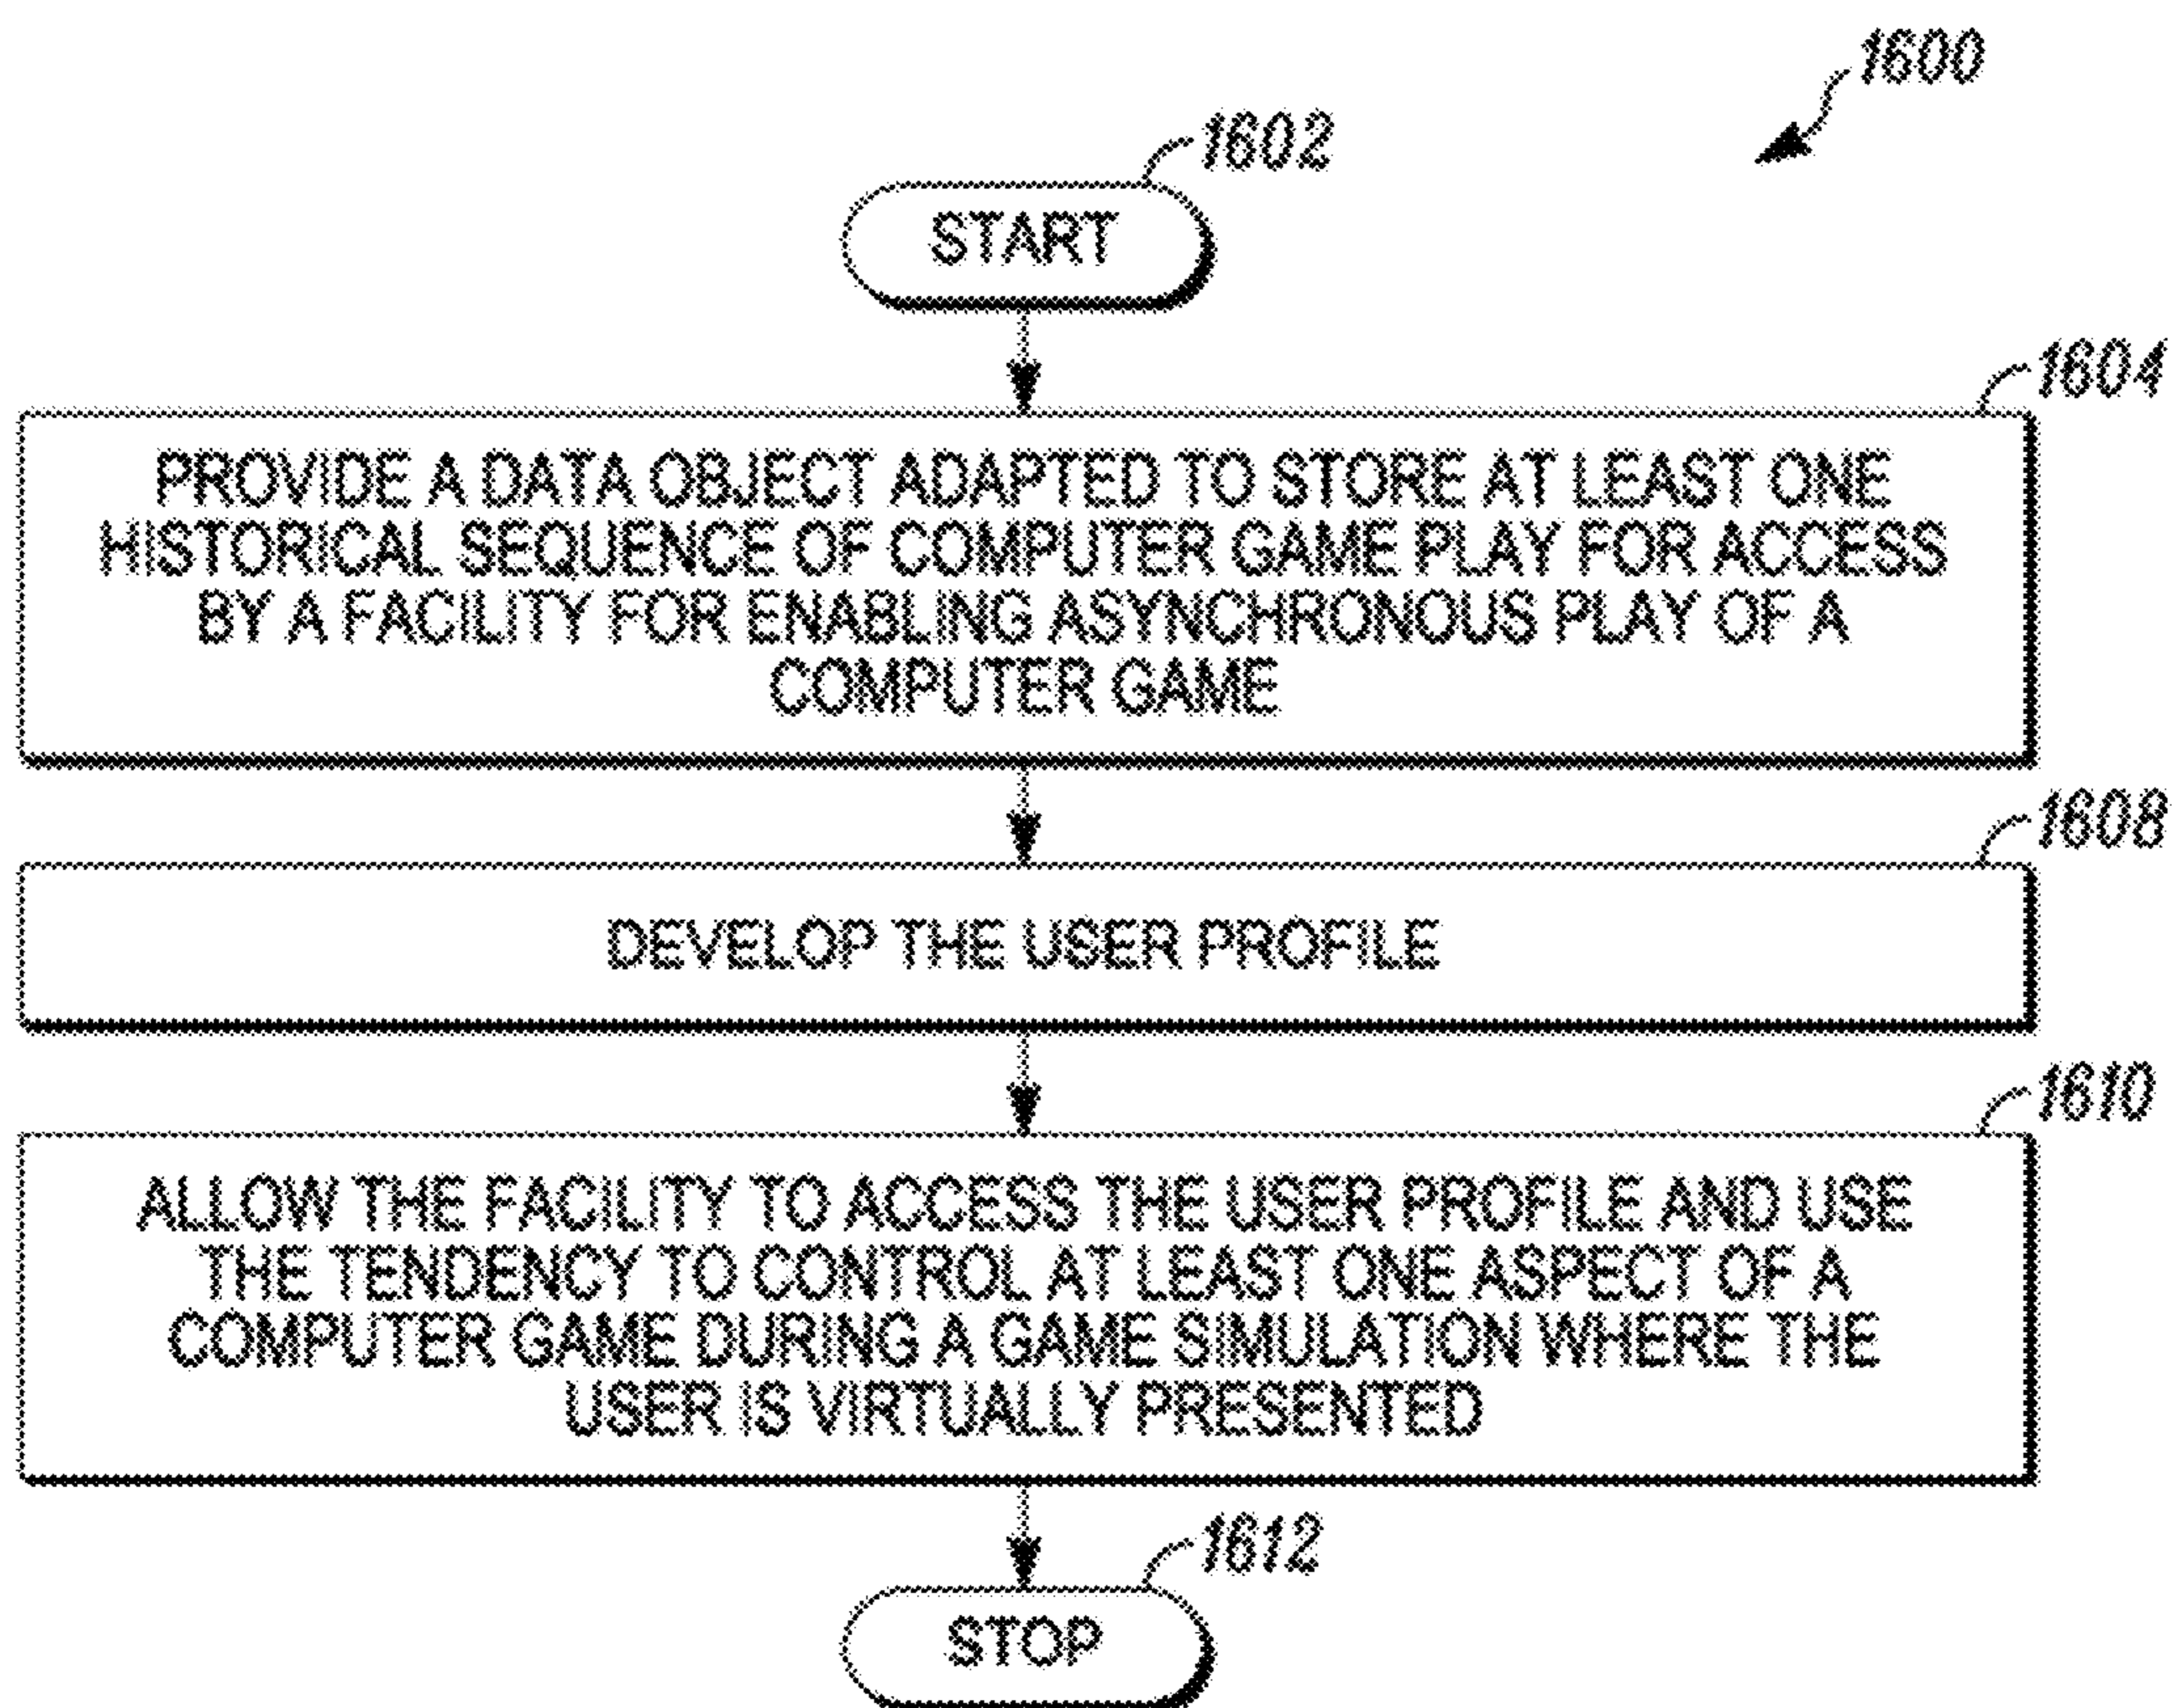 1600
1602
START
1604
PROVIDE A DATA OBJECT ADAPTED TO STORE AT LEAST ONE
HISTORICAL SEQUENCE OF COMPUTER GAME PLAY FOR ACCESS
BY A FACILITY FOR ENABLING ASYNCHRONOUS PLAY OF A
COMPUTER GAME
1608
DEVELOP THE USER PROFILE
1610
ALLOW THE FACILITY TO ACCESS THE USER PROFILE AND USE
THE TENDENCY TO CONTROL AT LEAST ONE ASPECT OF A
COMPUTER GAME DURING A GAME SIMULATION WHERE THE
USER IS VIRTUALLY PRESENTED
1612
STOP